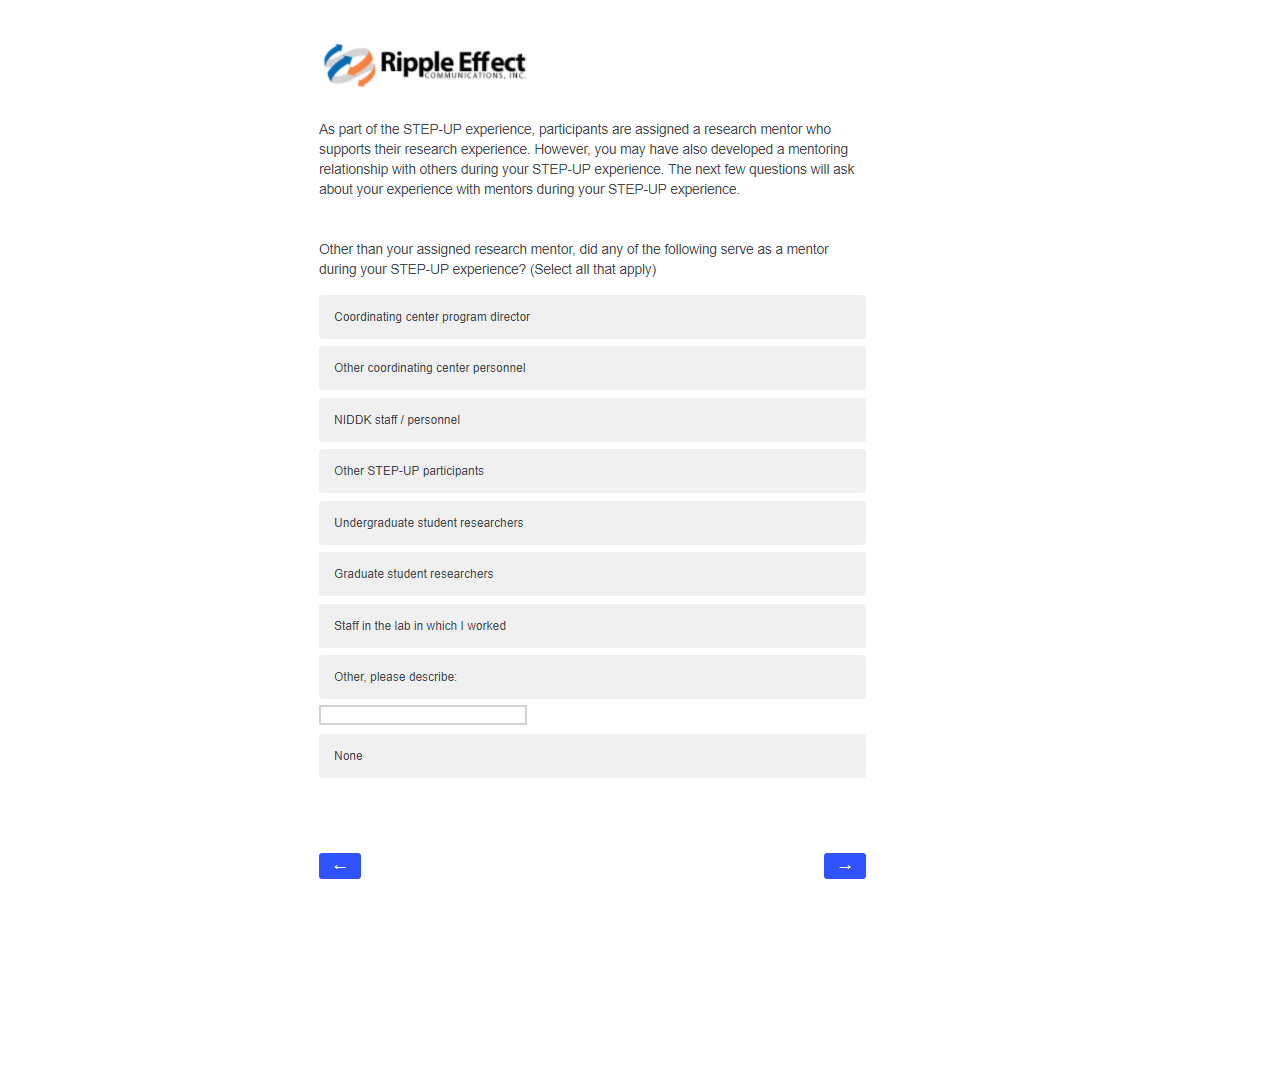 Ripple Effect
COMMUNICATIONS, INC.
As part of the STEP-UP experience, participants are assigned a research mentor who
supports their research experience. However, you may have also developed a mentoring
relationship with others during your STEP-UP experience. The next few questions will ask
about your experience with mentors during your STEP-UP experience.
Other than your assigned research mentor, did any of the following serve as a mentor
during your STEP-UP experience? (Select all that apply)
Coordinating center program director
Other coordinating center personnel
NIDDK staff / personnel
Other STEP-UP participants
Undergraduate student researchers
Graduate student researchers
Staff in the lab in which I worked
Other, please describe:
None
← →